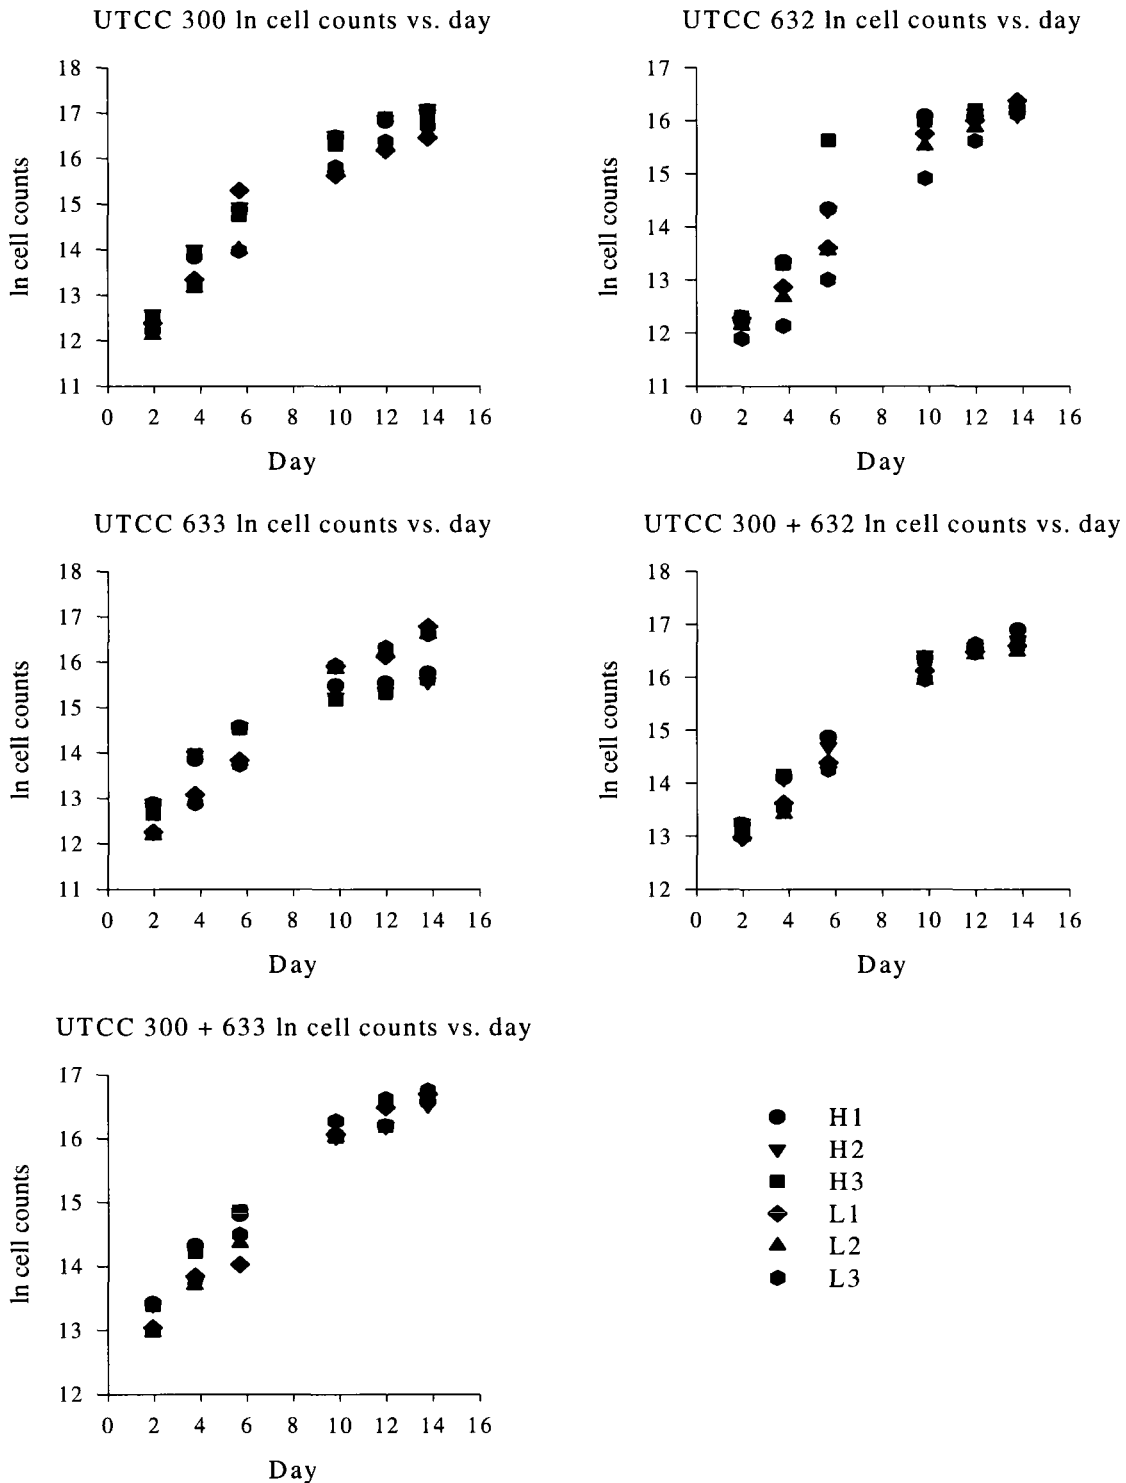 UTCC 300 ln cell counts vs. day
18
17
16
15
14
13
12
11
ln cell counts
0 2 4 6 8 10 12 14 16
Day
UTCC 632 ln cell counts vs. day
17
16
15
14
13
12
11
ln cell counts
0 2 4 6 8 10 12 14 16
Day
UTCC 633 ln cell counts vs. day
18
17
16
15
14
13
12
11
ln cell counts
0 2 4 6 8 10 12 14 16
Day
UTCC 300 + 632 ln cell counts vs. day
18
17
16
15
14
13
12
ln cell counts
0 2 4 6 8 10 12 14 16
Day
UTCC 300 + 633 ln cell counts vs. day
17
16
15
14
13
12
ln cell counts
0 2 4 6 8 10 12 14 16
Day
H1
H2
H3
L1
L2
L3